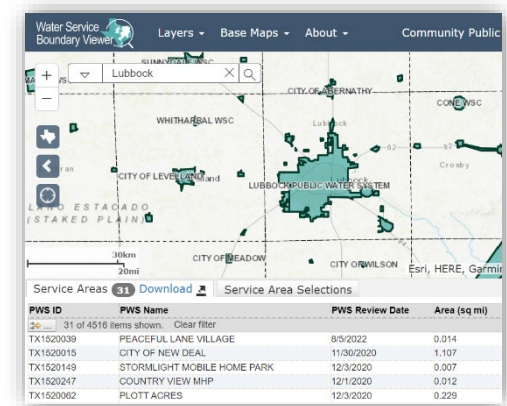 Water Service
Boundary Viewer
Layers
Base Maps
About
Community Public
Lubbock
CITY OF ABERNATHY
CONE WSC
WHITHARRAL WSC
Lubbock
82
Crosby
CITY OF LEVELLAND
LUBBOCK PUBLIC WATER SYSTEM
LLANO ESTACADO
(STAKED PLAIN)
30km
20mi
CITY OF MEADOW
CITY OF WILSON
Esri, HERE, Garmin
Service Areas 31 Download
Service Area Selections
PWS ID PWS Name PWS Review Date Area (sq mi)
... 31 of 4516 items shown. Clear filter
TX1520039 PEACEFUL LANE VILLAGE 8/5/2022 0.014
TX1520015 CITY OF NEW DEAL 11/30/2020 1.107
TX1520149 STORMLIGHT MOBILE HOME PARK 12/3/2020 0.007
TX1520247 COUNTRY VIEW MHP 12/1/2020 0.012
TX1520062 PLOTT ACRES 12/3/2020 0.229